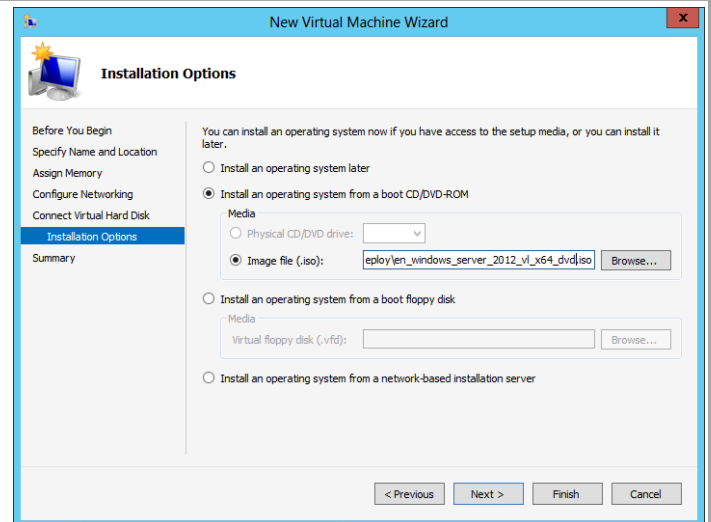 New Virtual Machine Wizard
x
Installation Options
Before You Begin
Specify Name and Location
Assign Memory
Configure Networking
Connect Virtual Hard Disk
Installation Options
Summary
You can install an operating system now if you have access to the setup media, or you can install it
later.
Install an operating system later
Install an operating system from a boot CD/DVD-ROM
Media
Physical CD/DVD drive:
Image file (.iso):
eploy\en_windows_server_2012_vl_x64_dvd.iso
Browse...
Install an operating system from a boot floppy disk
Media
Virtual floppy disk (.vfd):
Browse...
Install an operating system from a network-based installation server
< Previous
Next >
Finish
Cancel